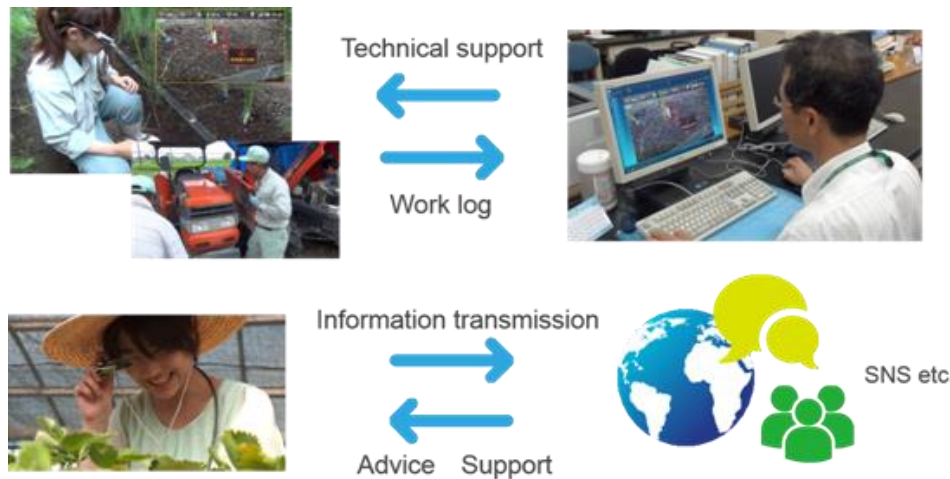 Technical support
Work log
Information transmission
SNS etc
Advice Support